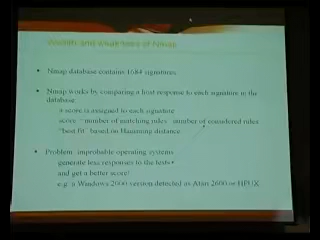 Strenth and weakness of Nmap
• Nmap database contains 1684 signatures
• Nmap works by comparing a host response to each signature in the
database
a score is assigned to each signature
score = number of matching rules / number of considered rules
"best fit" based on Hamming distance
• Problem: improbable operating systems
generate less responses to the tests
and get a better score!
e.g. a Windows 2000 version detected as Atari 2600 or HPUX